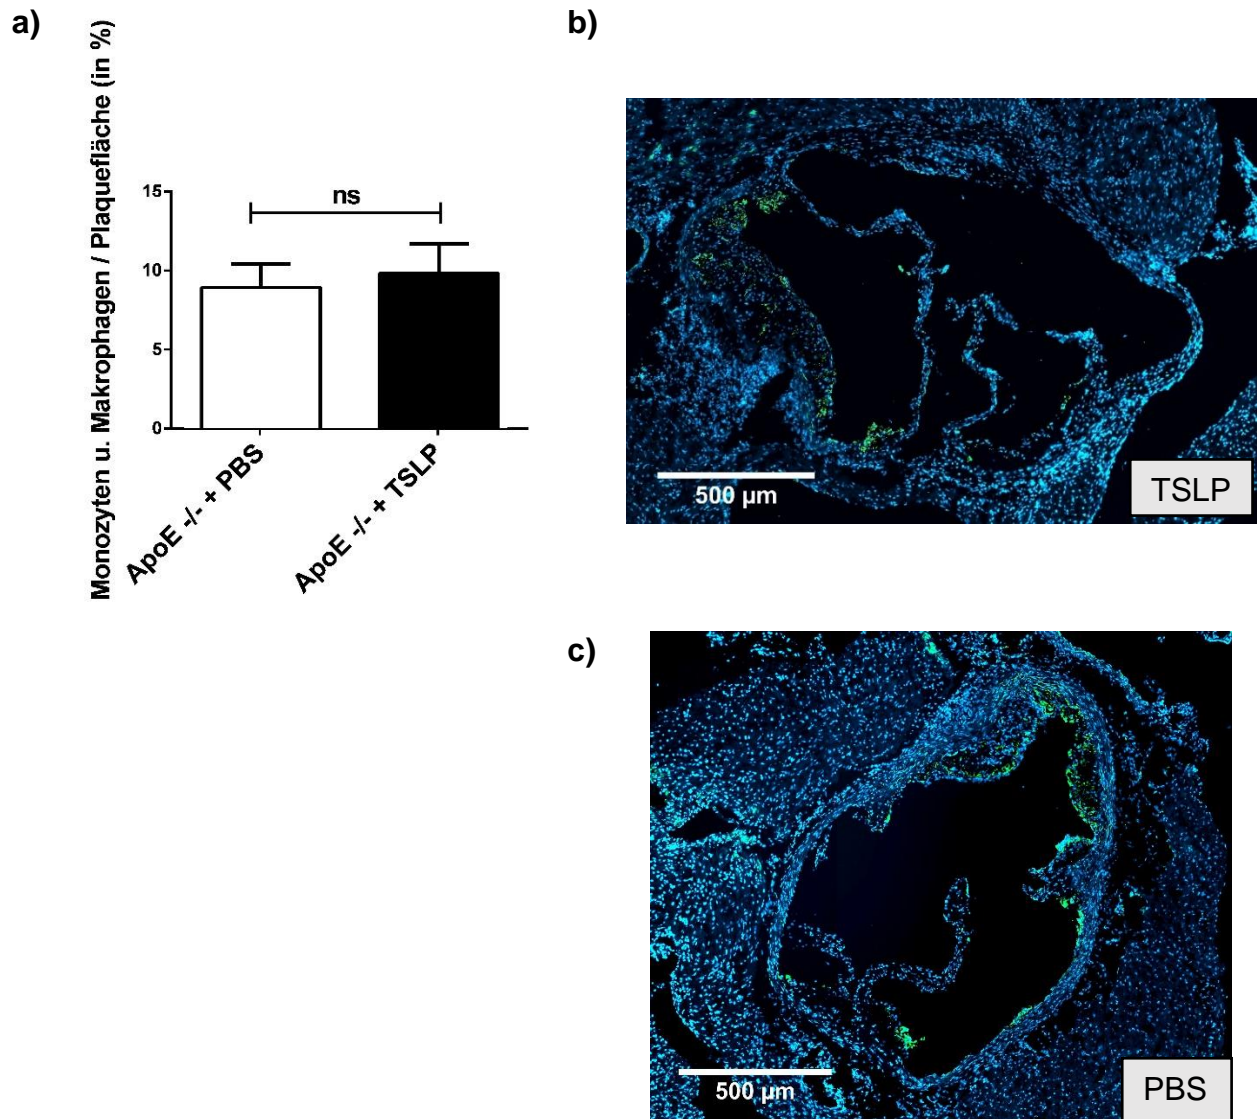 a)
Monozyten u. Makrophagen / Plaquefläche (in %)
15
10
5
0
ns
ApoE -/- + PBS
ApoE -/- + TSLP
b)
500 µm
TSLP
c)
500 µm
PBS